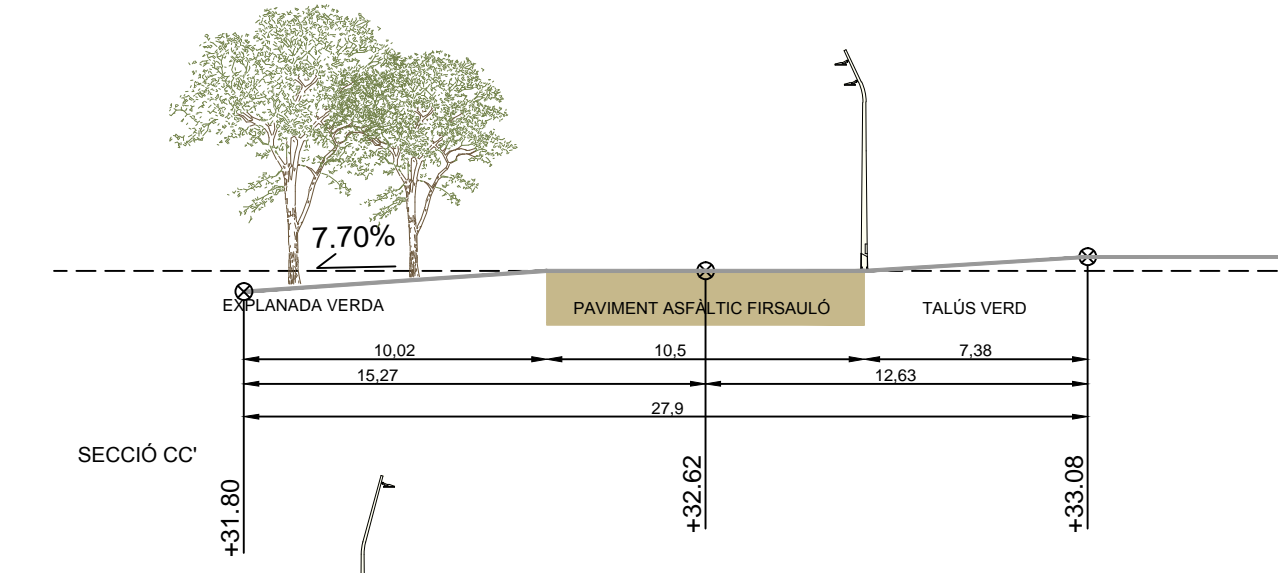 7.70%
EXPLANADA VERDA
PAVIMENT ASFÀLTIC FIRSAULÓ
TALÚS VERD
10,02
10,5
7,38
15,27
12,63
27,9
SECCIÓ CC'
+31.80
+32.62
+33.08